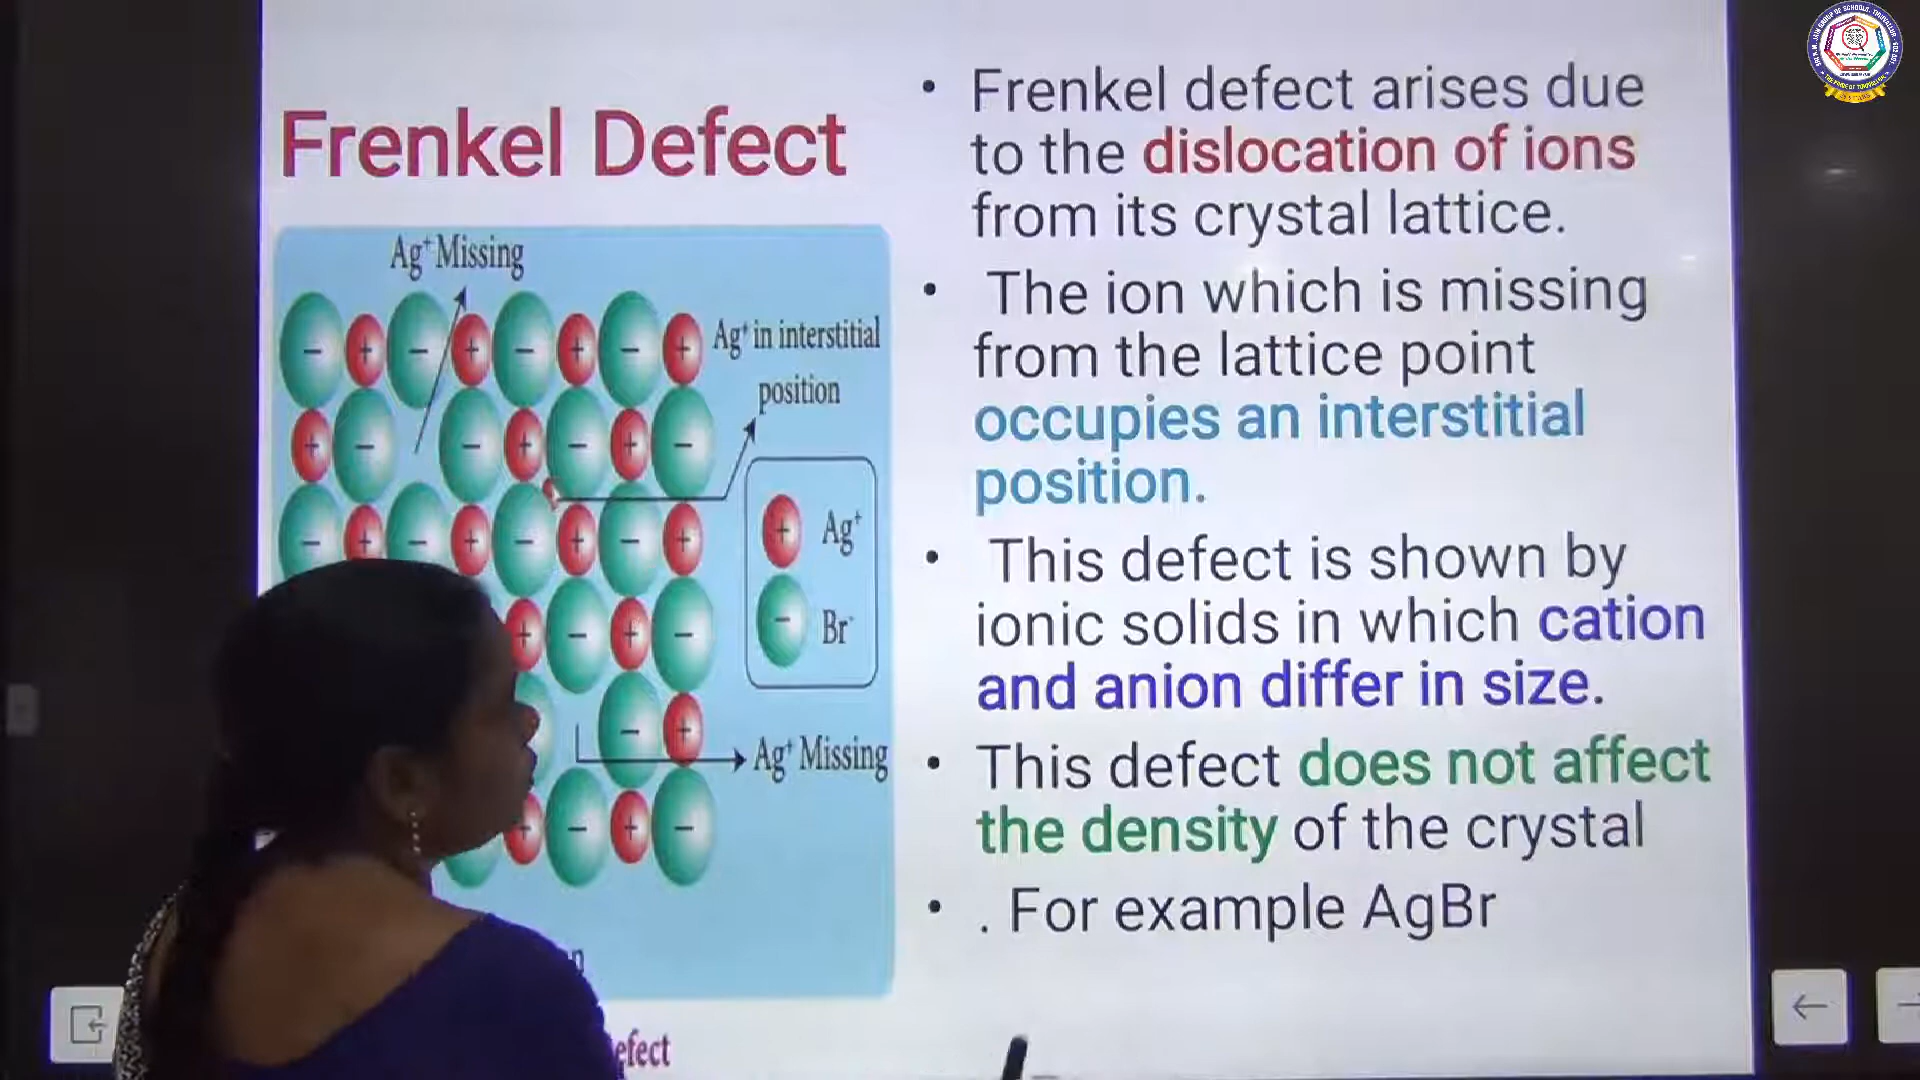 Frenkel Defect
Ag⁺ Missing
Ag⁺ in interstitial
position
Ag⁺
Br⁻
Ag⁺ Missing
efect
• Frenkel defect arises due
to the dislocation of ions
from its crystal lattice.
• The ion which is missing
from the lattice point
occupies an interstitial
position.
• This defect is shown by
ionic solids in which cation
and anion differ in size.
• This defect does not affect
the density of the crystal
• . For example AgBr